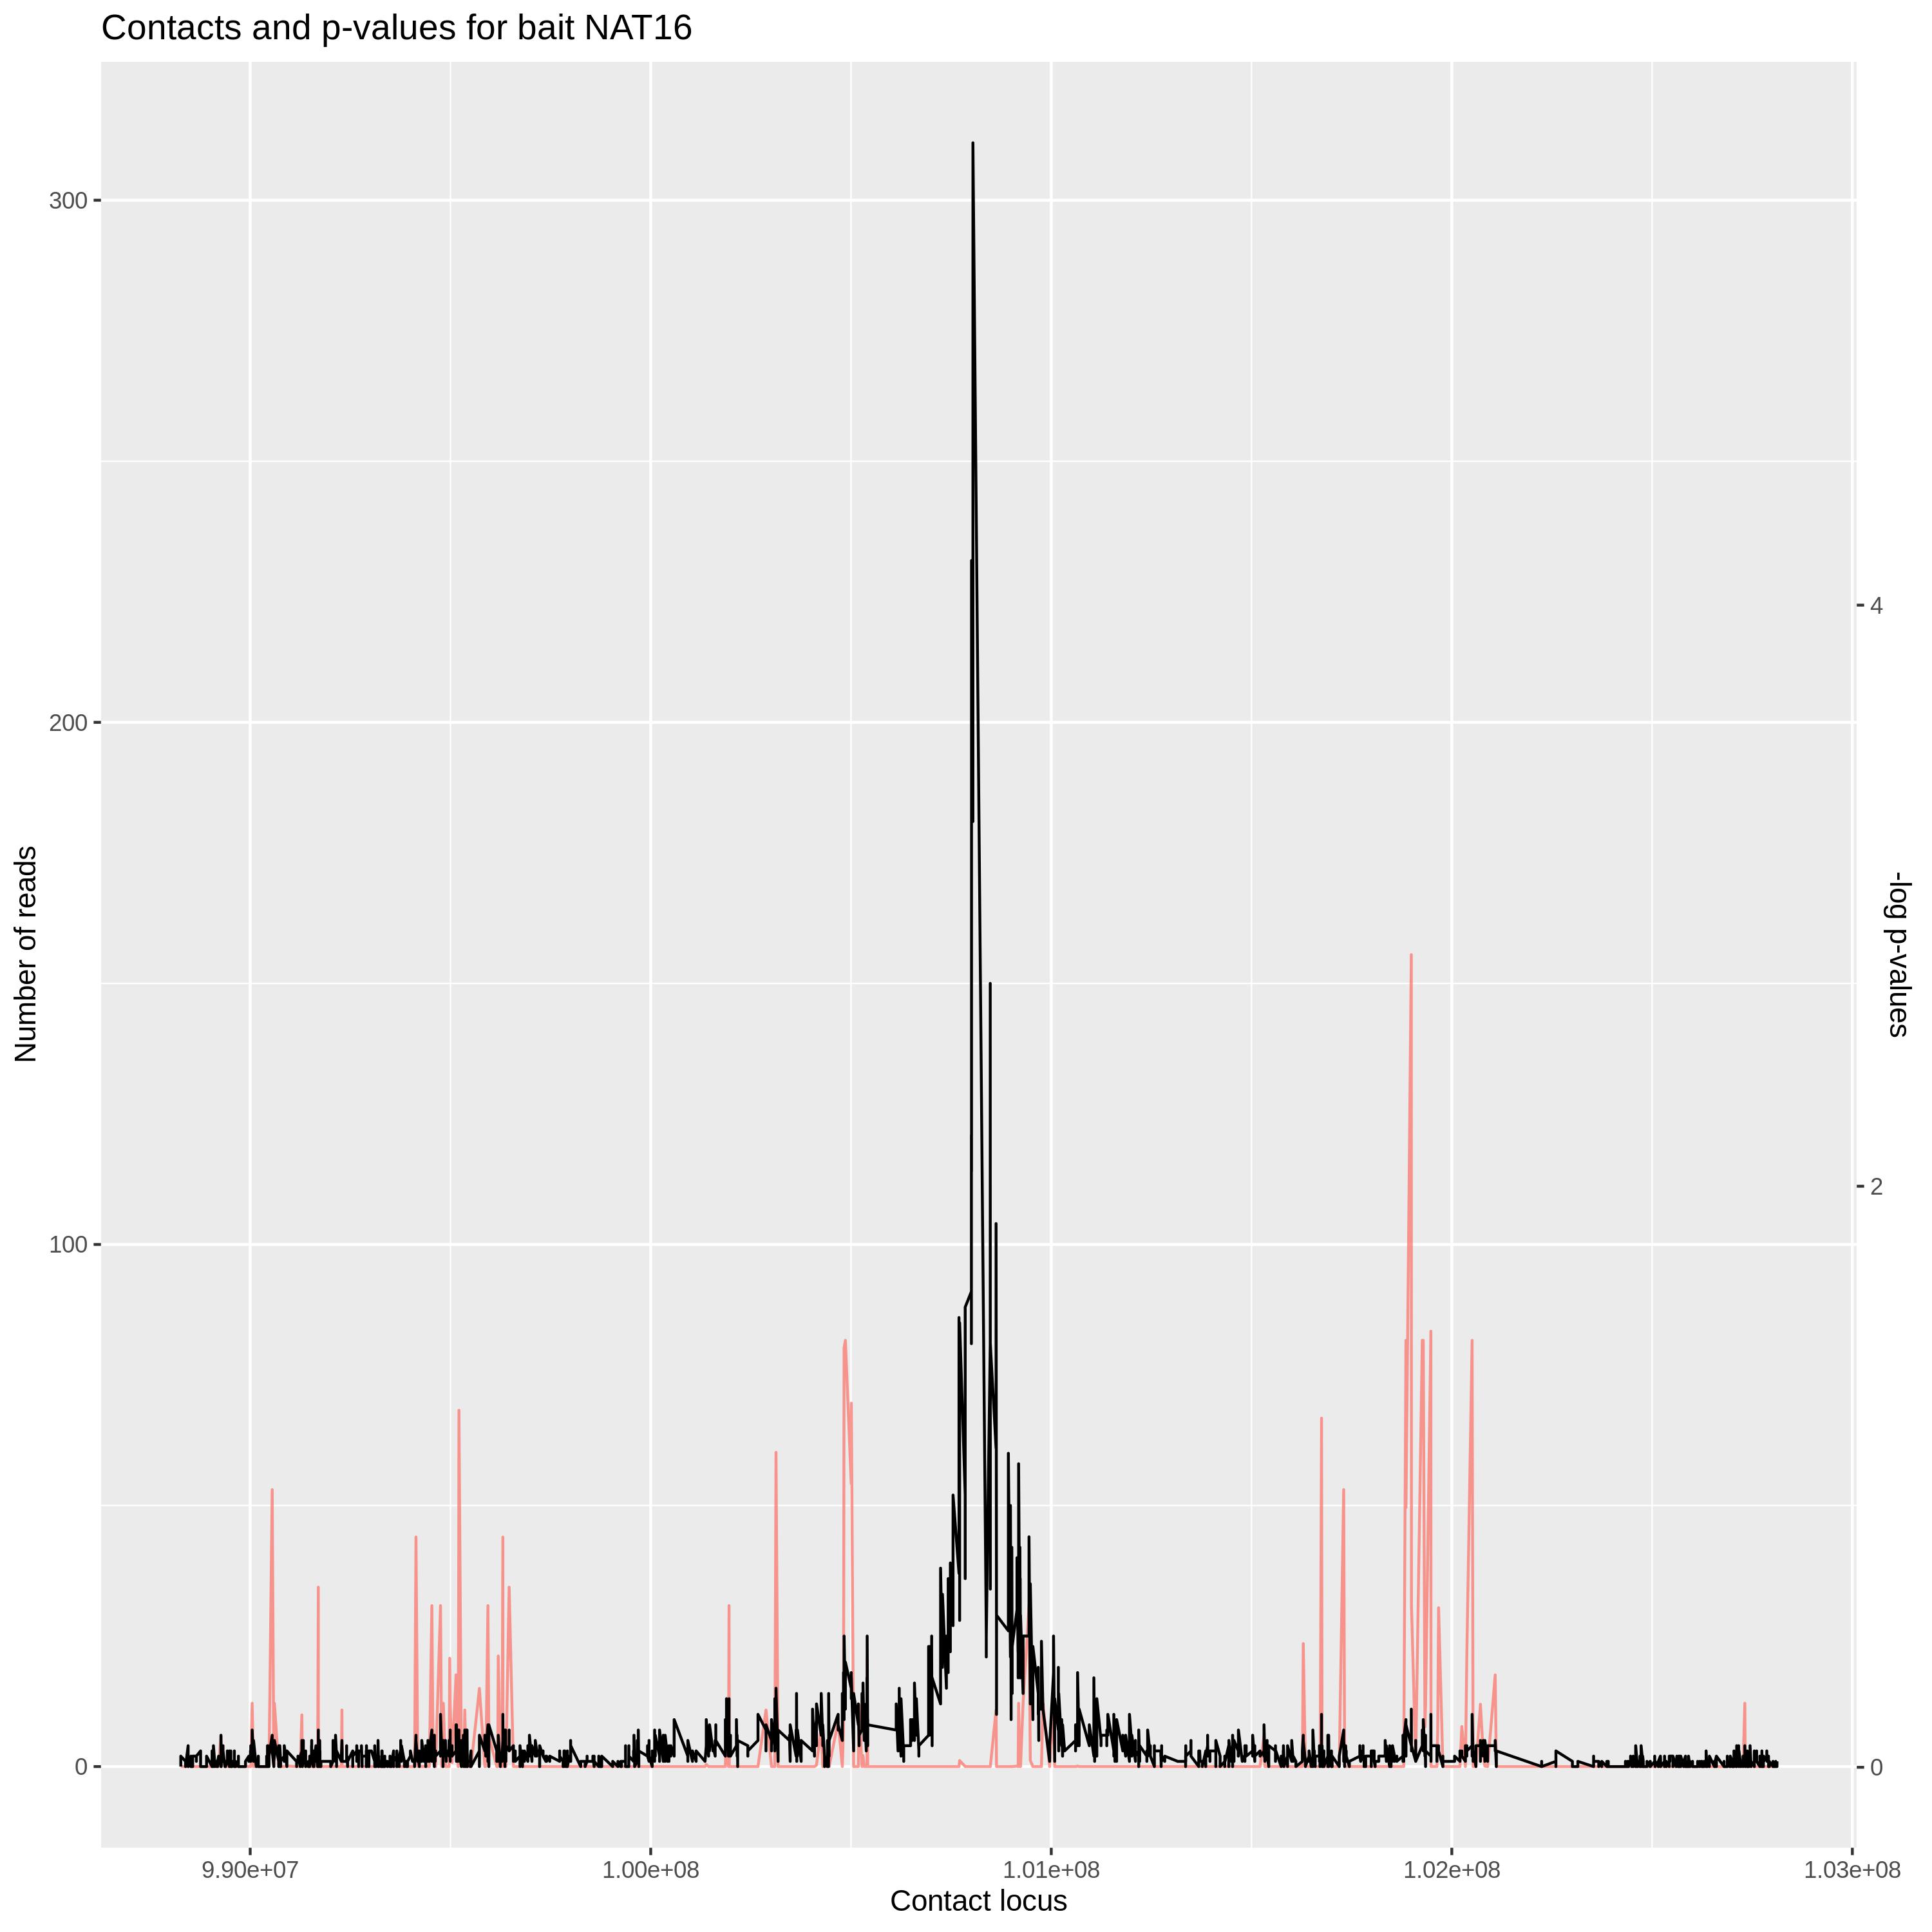 Contacts and p-values for bait NAT16
300
200
100
0
Number of reads
4
2
0
-log p-values
9.90e+07
1.00e+08
1.01e+08
1.02e+08
1.03e+08
Contact locus